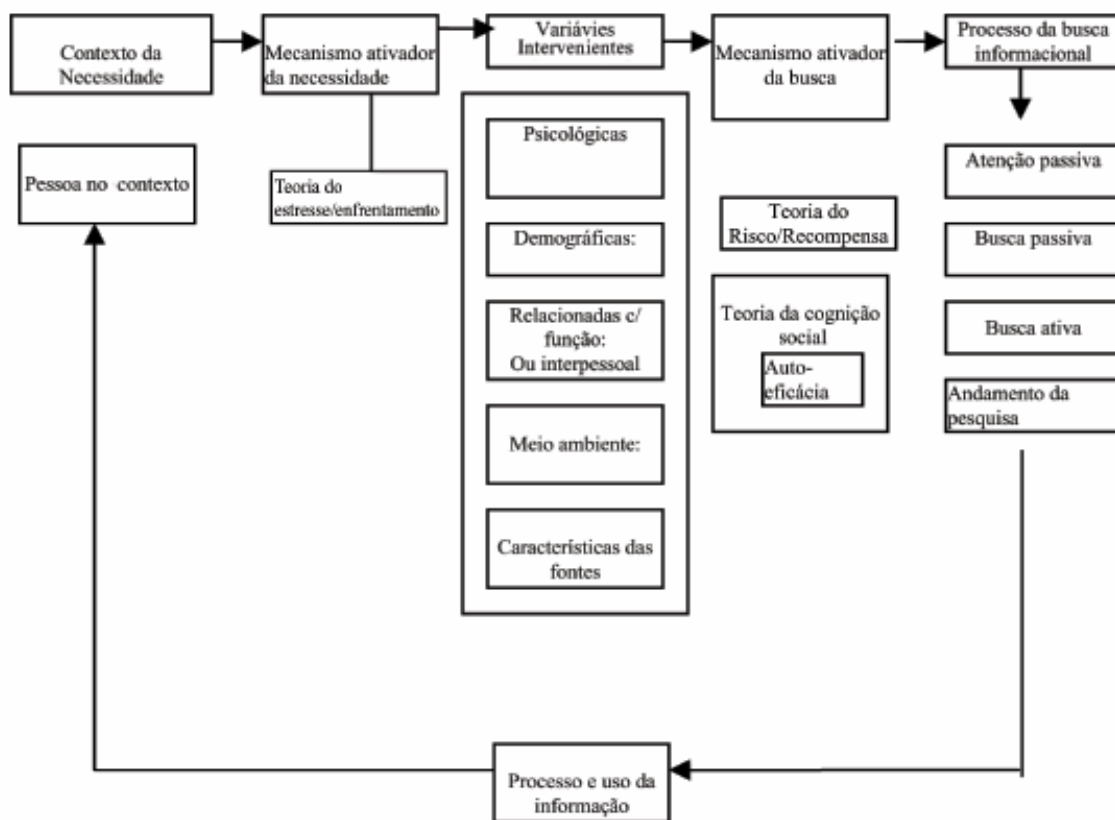 Contexto da
Necessidade
Mecanismo ativador
da necessidade
Variávies
Intervenientes
Mecanismo ativador
da busca
Processo da busca
informacional
Pessoa no contexto
Teoria do
estresse/enfrentamento
Psicológicas
Demográficas:
Relacionadas c/
função:
Ou interpessoal
Meio ambiente:
Características das
fontes
Teoria do
Risco/Recompensa
Teoria da cognição
social
Auto-
eficácia
Atenção passiva
Busca passiva
Busca ativa
Andamento da
pesquisa
Processo e uso da
informação